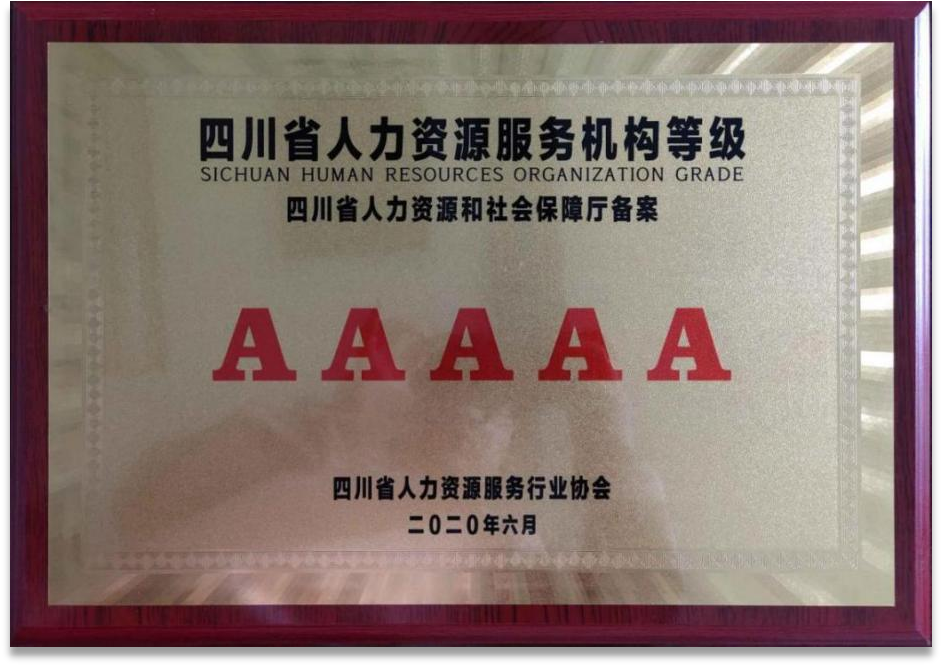 四川省人力资源服务机构等级
SICHUAN HUMAN RESOURCES ORGANIZATION GRADE
四川省人力资源和社会保障厅备案
AAAAA
四川省人力资源服务行业协会
二0二0年六月